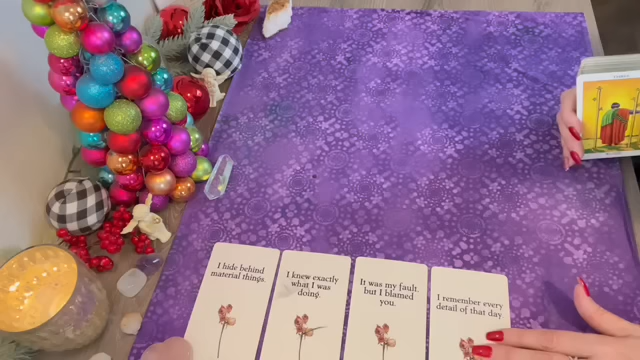 I hide behind
material things.
I knew exactly
what I was
doing.
It was my fault,
but I blamed
you.
I remember every
detail of that day